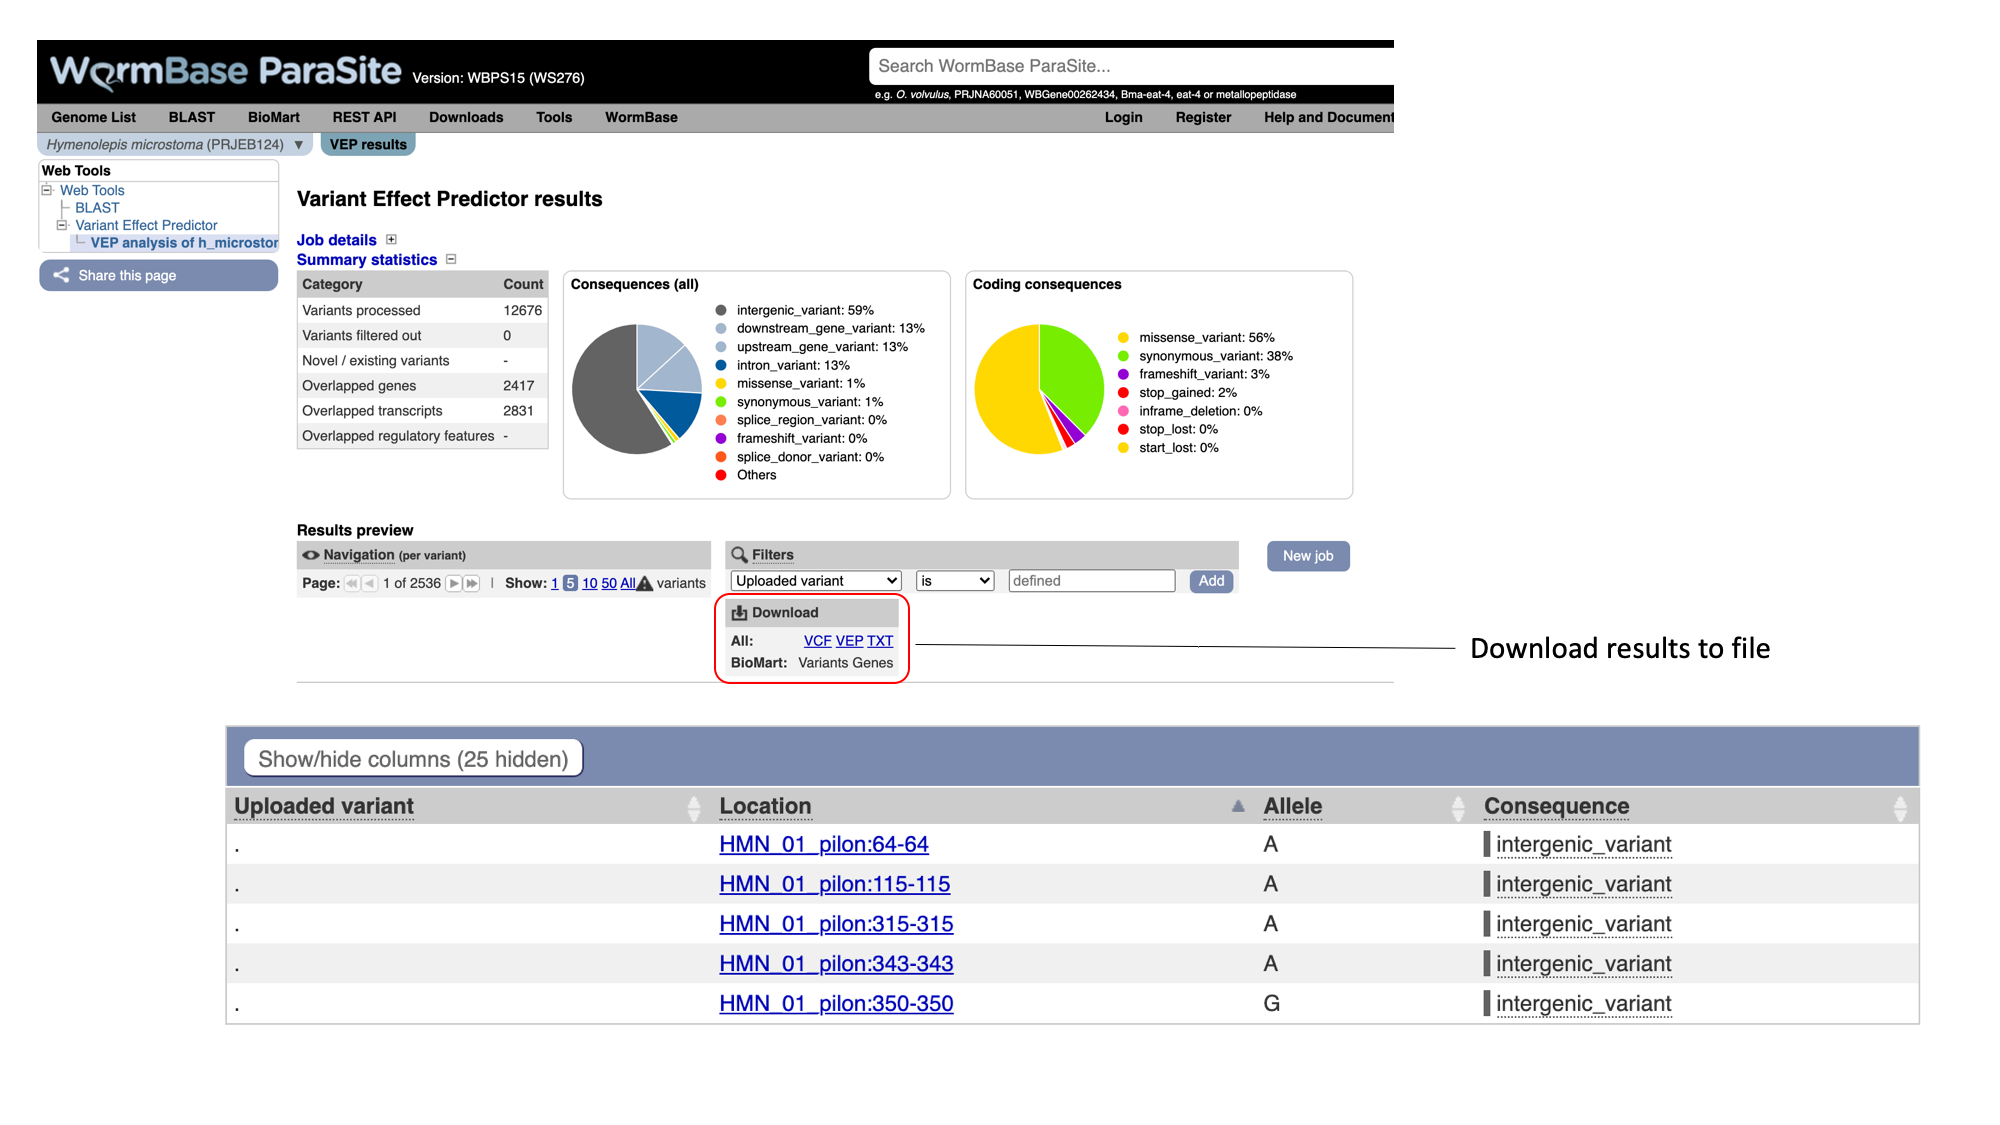 WormBase ParaSite Version: WBPS15 (WS276)
Search WormBase ParaSite...
e.g. O. volvulus, PRJNA60051, WBGene00262434, Bma-eat-4, eat-4 or metallopeptidase
Genome List BLAST BioMart REST API Downloads Tools WormBase Login Register Help and Document
Hymenolepis microstoma (PRJEB124) ▼ VEP results
Web Tools
Web Tools
BLAST
Variant Effect Predictor
VEP analysis of h_microstor
Share this page
Variant Effect Predictor results
Job details
Summary statistics
Category Count
Variants processed 12676
Variants filtered out 0
Novel / existing variants -
Overlapped genes 2417
Overlapped transcripts 2831
Overlapped regulatory features -
Consequences (all)
intergenic_variant: 59%
downstream_gene_variant: 13%
upstream_gene_variant: 13%
intron_variant: 13%
missense_variant: 1%
synonymous_variant: 1%
splice_region_variant: 0%
frameshift_variant: 0%
splice_donor_variant: 0%
Others
Coding consequences
missense_variant: 56%
synonymous_variant: 38%
frameshift_variant: 3%
stop_gained: 2%
inframe_deletion: 0%
stop_lost: 0%
start_lost: 0%
Results preview
Navigation (per variant)
Page: 1 of 2536 | Show: 1 5 10 50 All variants
Filters
Uploaded variant is defined Add
New job
Download
All: VCF VEP TXT
BioMart: Variants Genes
Download results to file
Show/hide columns (25 hidden)
Uploaded variant Location Allele Consequence
. HMN_01_pilon:64-64 A intergenic_variant
. HMN_01_pilon:115-115 A intergenic_variant
. HMN_01_pilon:315-315 A intergenic_variant
. HMN_01_pilon:343-343 A intergenic_variant
. HMN_01_pilon:350-350 G intergenic_variant